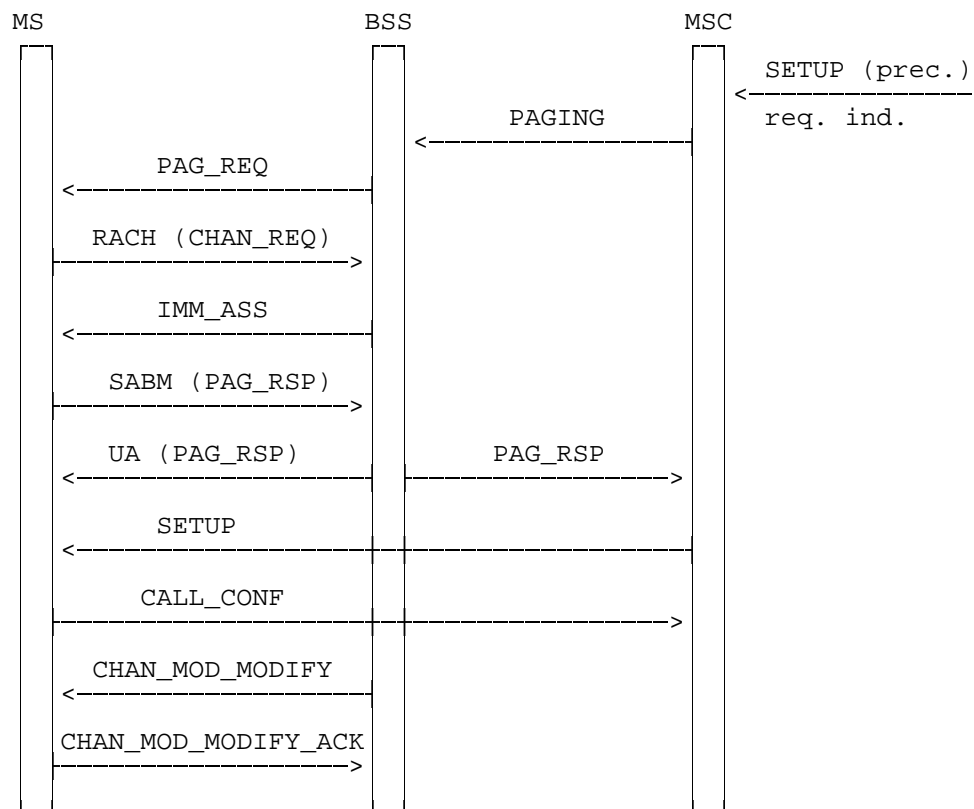 MS BSS MSC
SETUP (prec.)
PAGING
req. ind.
PAG_REQ
RACH (CHAN_REQ)
IMM_ASS
SABM (PAG_RSP)
UA (PAG_RSP) PAG_RSP
SETUP
CALL_CONF
CHAN_MOD_MODIFY
CHAN_MOD_MODIFY_ACK